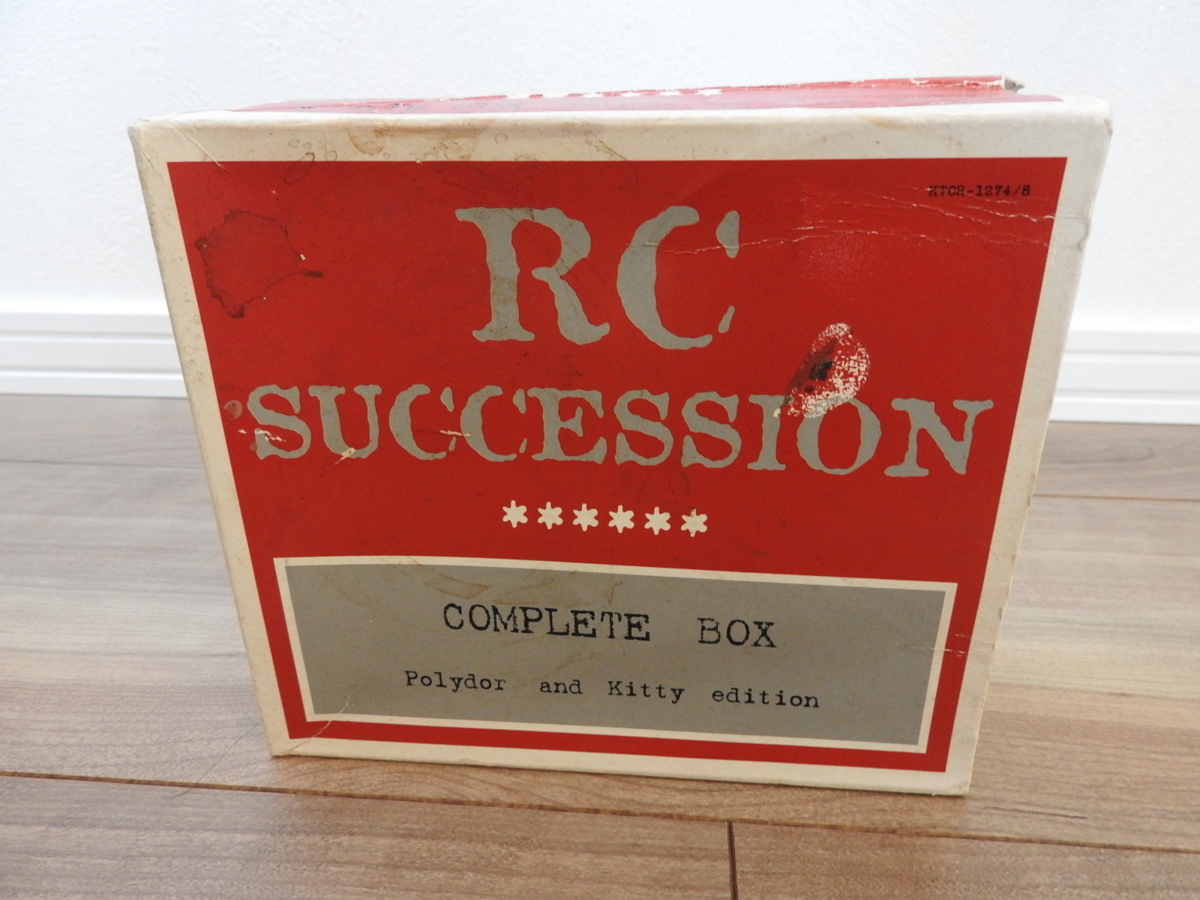 KTCR-1274/8
RC
SUCCESSION
******
COMPLETE BOX
Polydor and Kitty edition